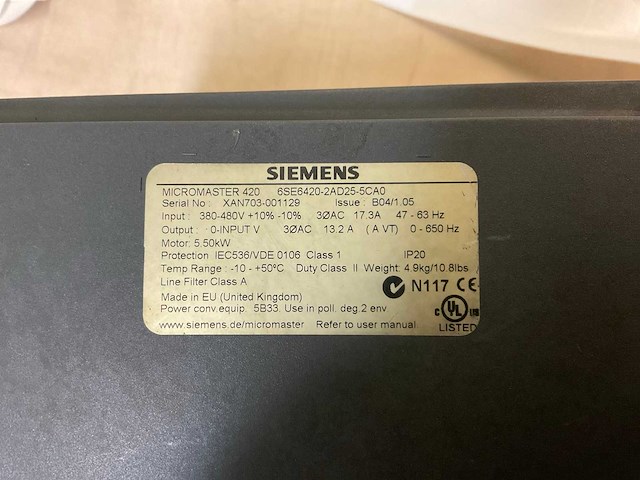 SIEMENS
MICROMASTER 420 6SE6420-2AD25-5CA0
Serial No : XAN703-001129 Issue : B04/1.05
Input : 380-480V +10% -10% 3ØAC 17.3A 47 - 63 Hz
Output : 0-INPUT V 3ØAC 13.2 A ( A VT) 0 - 650 Hz
Motor: 5.50kW
Protection IEC536/VDE 0106 Class 1 IP20
Temp Range : -10 - +50°C Duty Class II Weight: 4.9kg/10.8lbs
Line Filter Class A
N117 CE
Made in EU (United Kingdom)
Power conv.equip. 5B33. Use in poll. deg.2 env
C UL US
www.siemens.de/micromaster Refer to user manual
LISTED